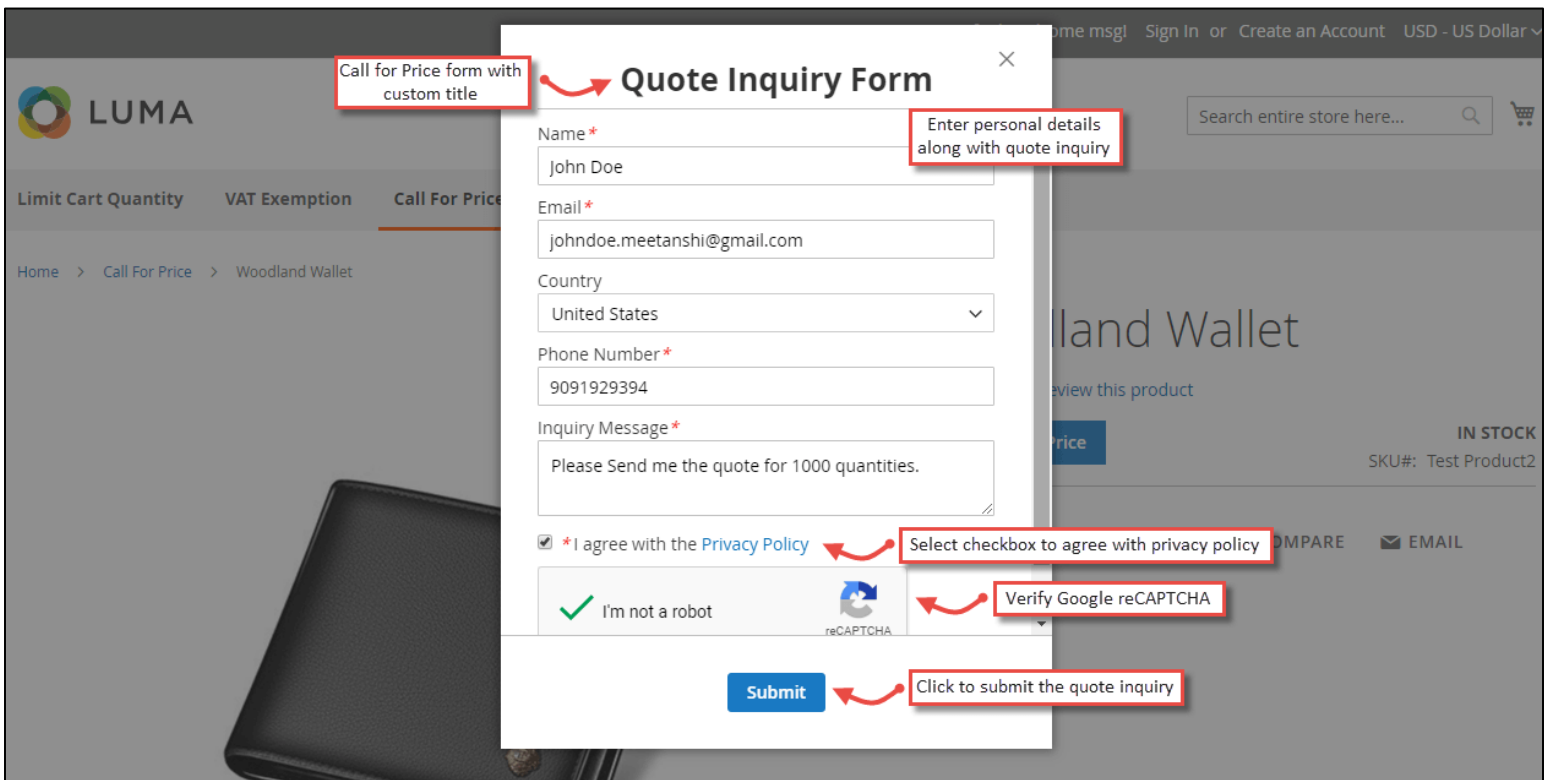 ome msg! Sign In or Create an Account USD - US Dollar
LUMA
Search entire store here...
Limit Cart Quantity VAT Exemption Call For Price
Home > Call For Price > Woodland Wallet
Call for Price form with
custom title
Quote Inquiry Form
Enter personal details
along with quote inquiry
Name*
John Doe
Email*
johndoe.meetanshi@gmail.com
Country
United States
Phone Number*
9091929394
Inquiry Message*
Please Send me the quote for 1000 quantities.
* I agree with the Privacy Policy
Select checkbox to agree with privacy policy
I'm not a robot
reCAPTCHA
Verify Google reCAPTCHA
Submit
Click to submit the quote inquiry
lland Wallet
eview this product
Price
IN STOCK
SKU#: Test Product2
OMPARE
EMAIL